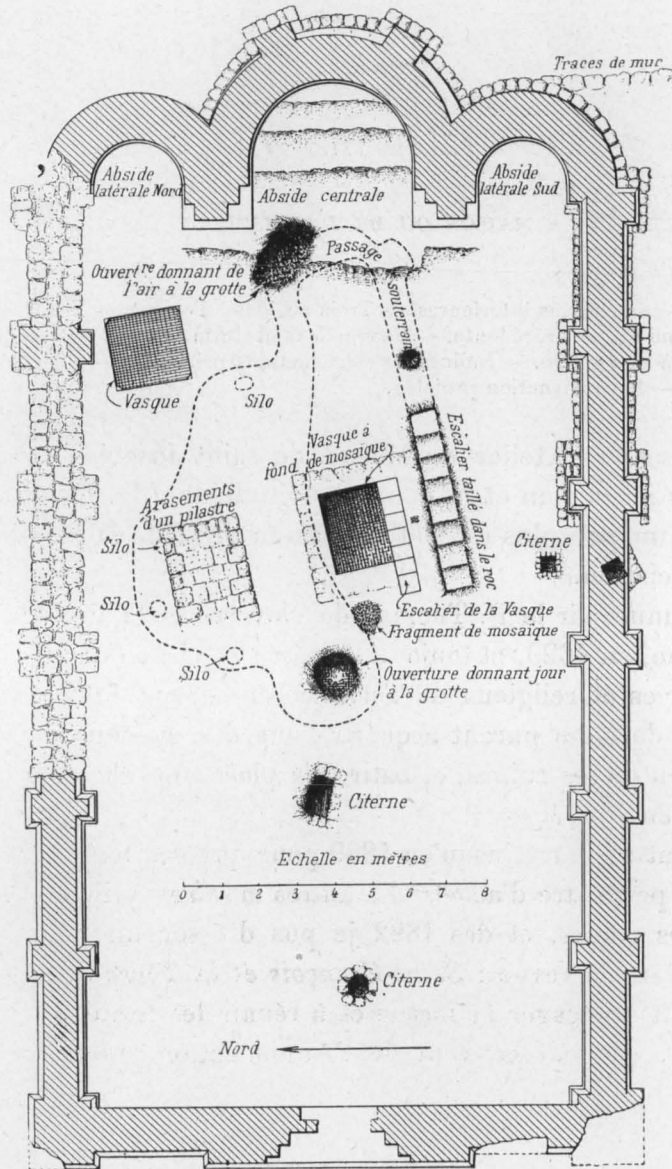 Traces de mur
Abside
latérale Nord
Abside centrale
Abside
latérale Sud
Passage
souterrain
Ouvertre donnant de
l'air à la grotte
Vasque
Silo
Vasque à
fond de mosaïque
Escalier taillé dans le roc
Arasements
d'un pilastre
Silo
Citerne
Silo
Escalier de la Vasque
Fragment de mosaïque
Silo
Ouverture donnant jour
à la grotte
Citerne
Echelle en mètres
0 1 2 3 4 5 6 7 8
Citerne
Nord